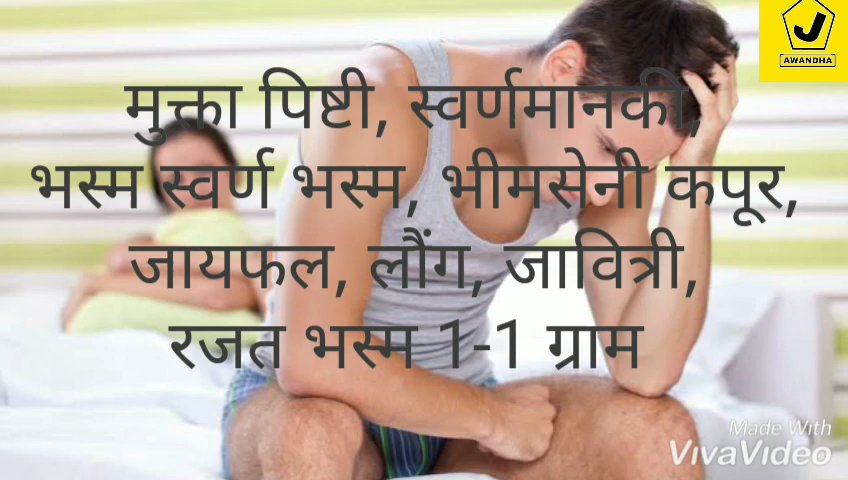 J
AWANDHA
मुक्ता पिष्टी, स्वर्णमानकी,
भस्म स्वर्ण भस्म, भीमसेनी कपूर,
जायफल, लौंग, जावित्री,
रजत भस्म 1-1 ग्राम
Made With
VivaVideo